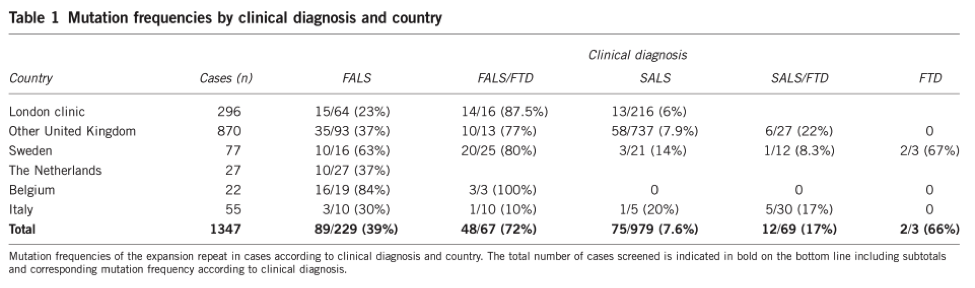 Table 1 Mutation frequencies by clinical diagnosis and country
Clinical diagnosis
Country Cases (n) FALS FALS/FTD SALS SALS/FTD FTD
London clinic 296 15/64 (23%) 14/16 (87.5%) 13/216 (6%)
Other United Kingdom 870 35/93 (37%) 10/13 (77%) 58/737 (7.9%) 6/27 (22%) 0
Sweden 77 10/16 (63%) 20/25 (80%) 3/21 (14%) 1/12 (8.3%) 2/3 (67%)
The Netherlands 27 10/27 (37%)
Belgium 22 16/19 (84%) 3/3 (100%) 0 0 0
Italy 55 3/10 (30%) 1/10 (10%) 1/5 (20%) 5/30 (17%) 0
Total 1347 89/229 (39%) 48/67 (72%) 75/979 (7.6%) 12/69 (17%) 2/3 (66%)
Mutation frequencies of the expansion repeat in cases according to clinical diagnosis and country. The total number of cases screened is indicated in bold on the bottom line including subtotals
and corresponding mutation frequency according to clinical diagnosis.